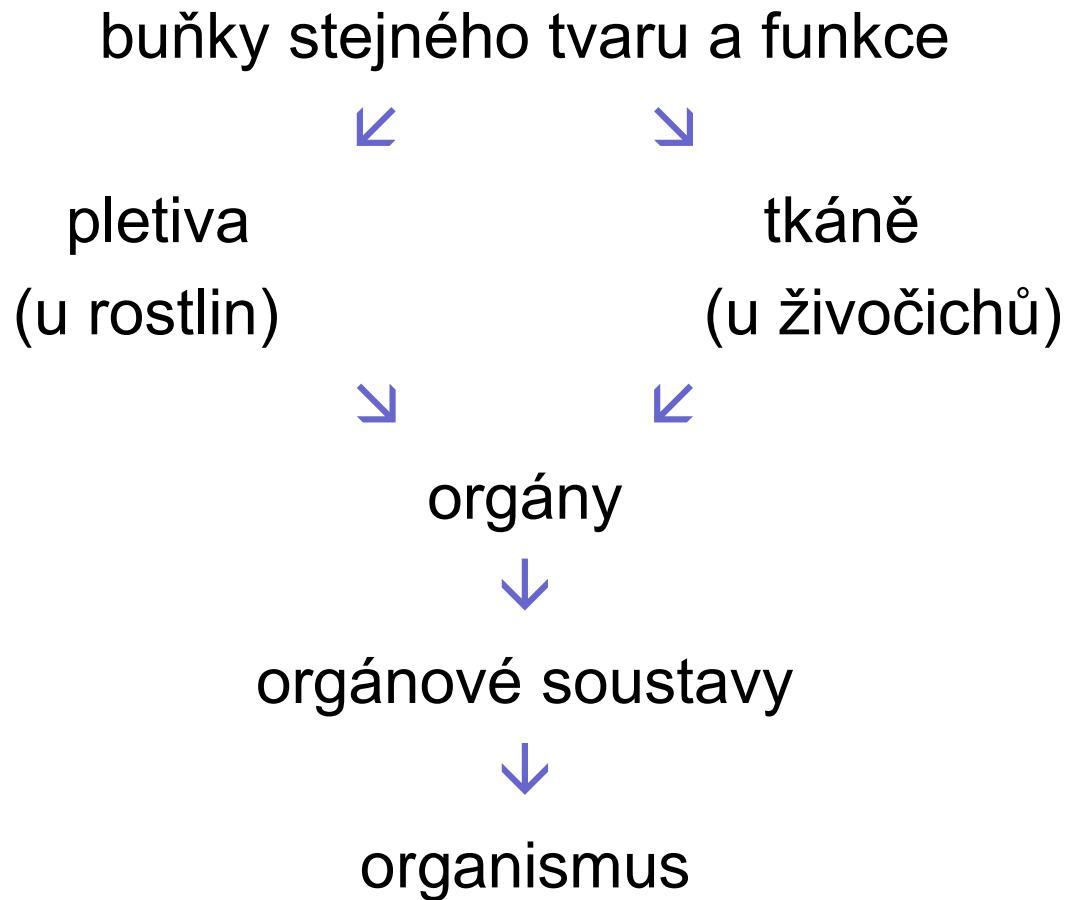 buňky stejného tvaru a funkce
pletiva tkáně
(u rostlin) (u živočichů)
orgány
orgánové soustavy
organismus